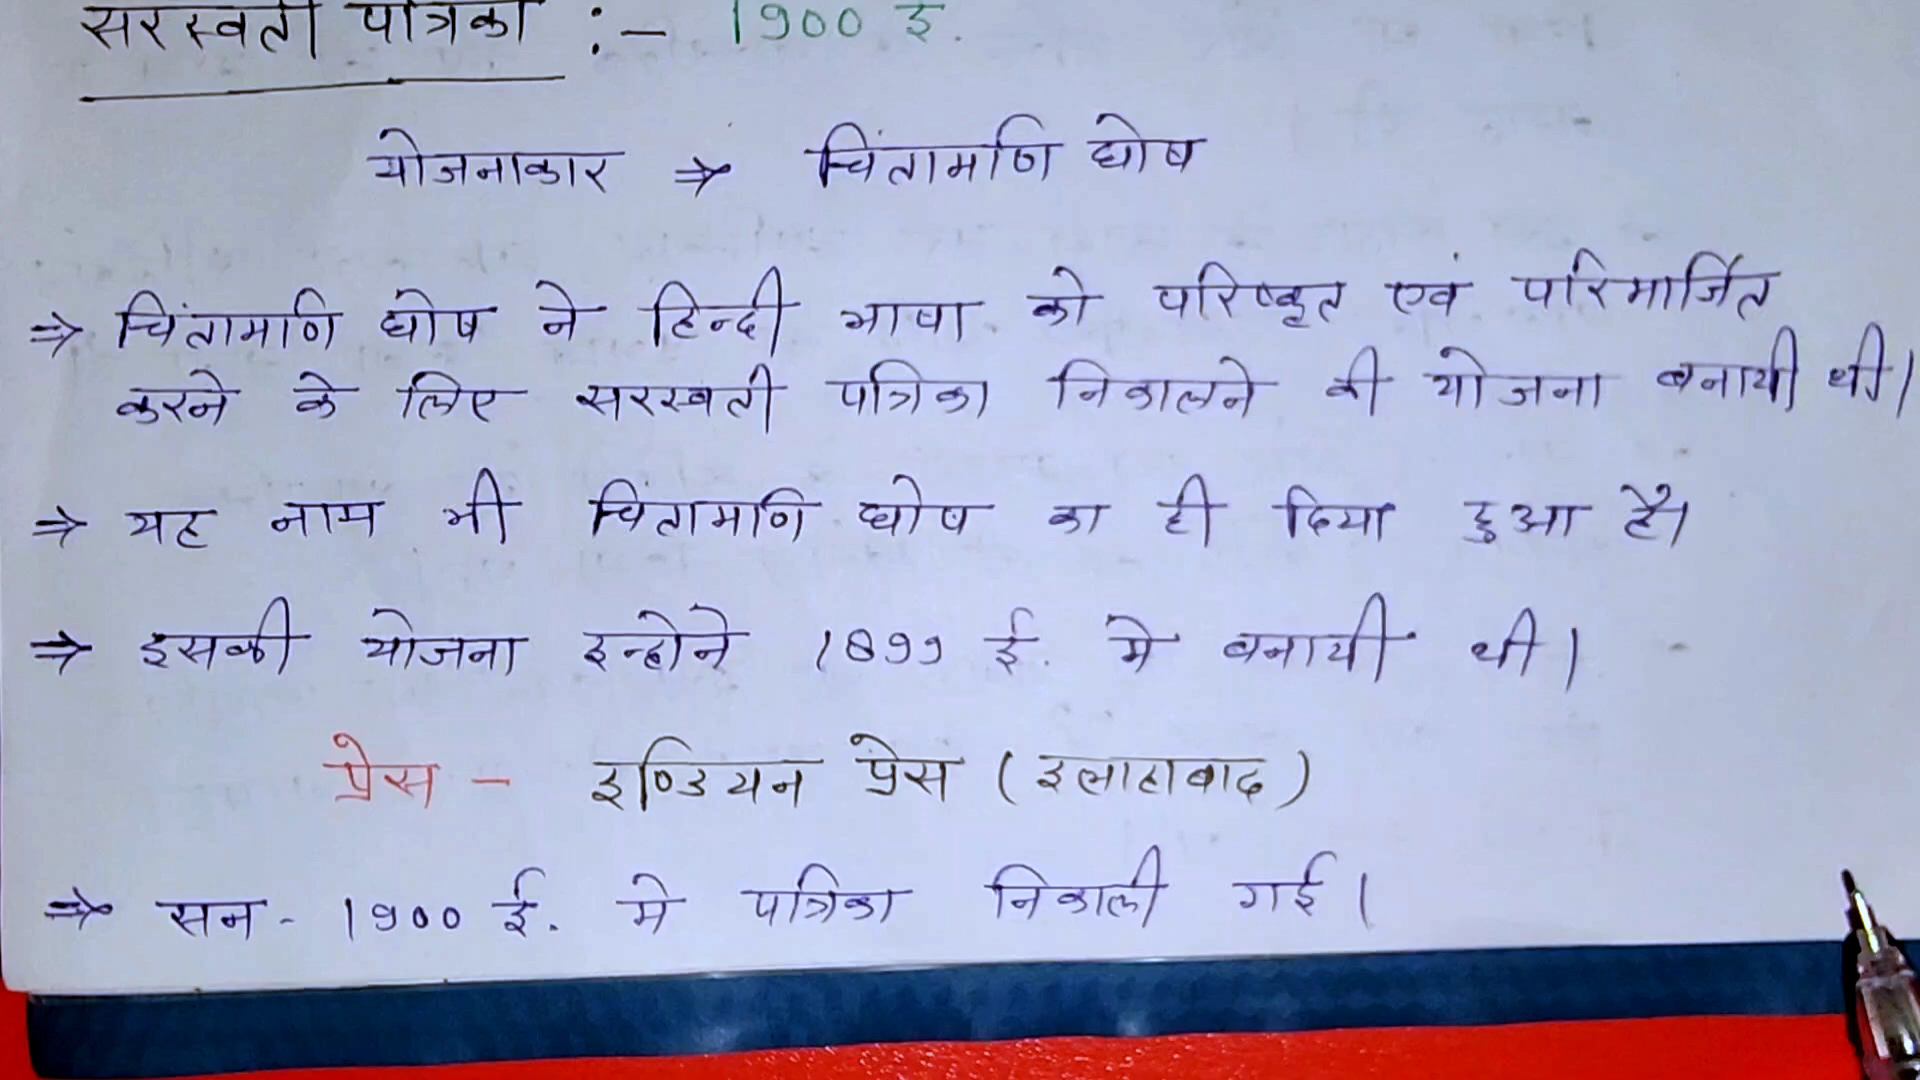 सरस्वती पत्रिका :- 1900 ई.
योजनाकार ⇒ चिंतामणि घोष
⇒ चिंतामणि घोष ने हिन्दी भाषा को परिष्कृत एवं परिमार्जित
करने के लिए सरस्वती पत्रिका निकालने की योजना बनायी थी।
⇒ यह नाम भी चिंतामणि घोष का ही दिया हुआ है।
⇒ इसकी योजना इन्होने 1899 ई. मे बनायी थी।
प्रेस - इण्डियन प्रेस (इलाहाबाद)
⇒ सन - 1900 ई. मे पत्रिका निकाली गई।